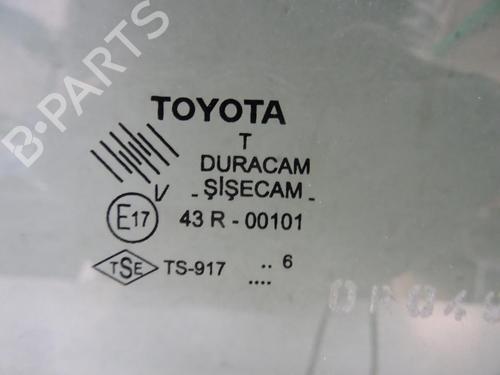 B-PARTS
TOYOTA
T
DURACAM
V - ŞİŞECAM -
E17 43 R - 00101
TSE TS-917 .. 6
....